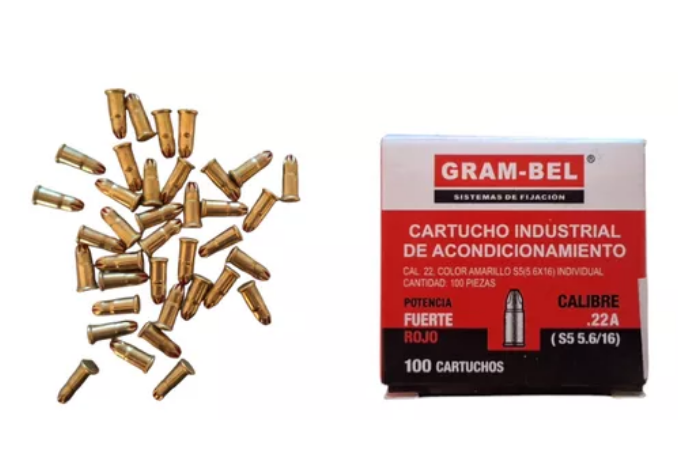 GRAM-BEL®
SISTEMAS DE FIJACIÓN
CARTUCHO INDUSTRIAL
DE ACONDICIONAMIENTO
CAL. 22, COLOR AMARILLO S5(5.6X16) INDIVIDUAL
CANTIDAD: 100 PIEZAS
POTENCIA
FUERTE
ROJO
CALIBRE
.22A
(S5 5.6/16)
100 CARTUCHOS